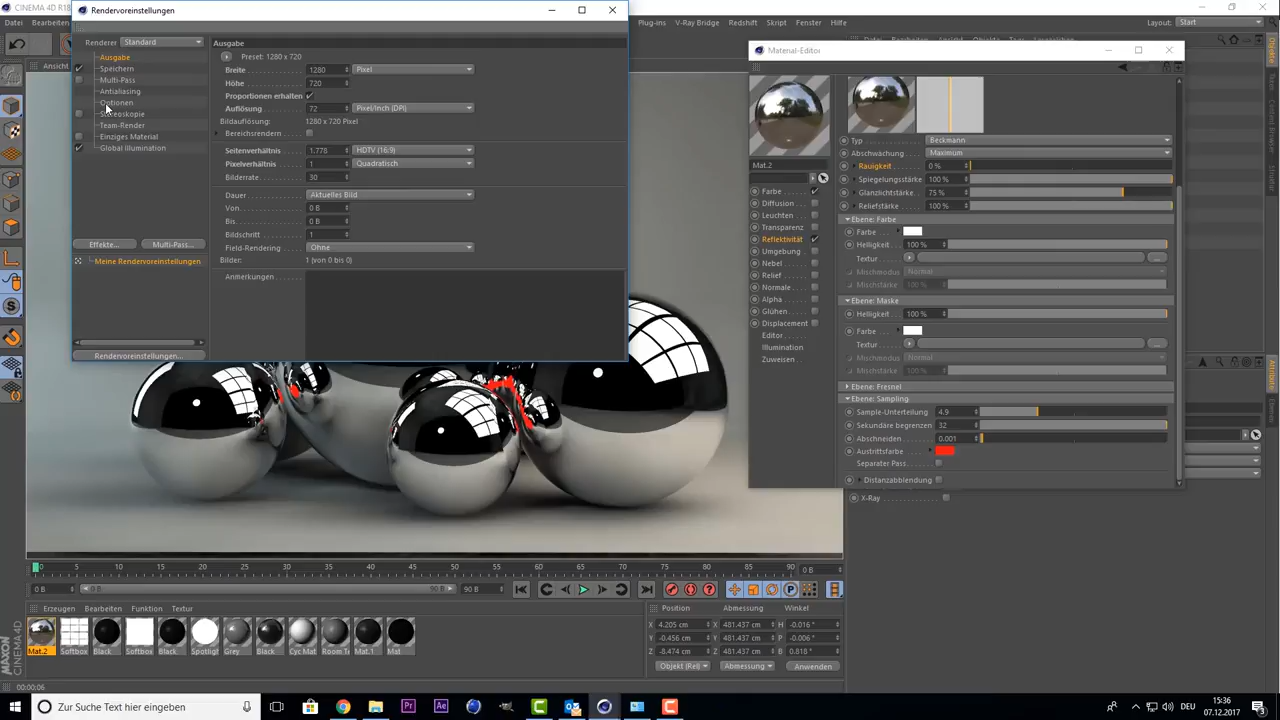 CINEMA 4D R18
Rendervoreinstellungen
Datei Bearbeiten
Plug-ins V-Ray Bridge Redshift Skript Fenster Hilfe
Layout: Start
Renderer Standard
Ausgabe
Speichern
Multi-Pass
Antialiasing
Optionen
Stereoskopie
Team-Render
Einziges Material
Global Illumination
Effekte... Multi-Pass...
Meine Rendervoreinstellungen
Rendervoreinstellungen...
Ausgabe
Preset: 1280 x 720
Breite 1280 Pixel
Höhe 720
Proportionen erhalten
Auflösung 72 Pixel/Inch (DPI)
Bildauflösung: 1280 x 720 Pixel
Bereichsrendern
Seitenverhältnis 1.778 HDTV (16:9)
Pixelverhältnis 1 Quadratisch
Bilderrate 30
Dauer Aktuelles Bild
Von 0 B
Bis 0 B
Bildschritt 1
Field-Rendering Ohne
Bilder: 1 (von 0 bis 0)
Anmerkungen
Ansicht
Material-Editor
Mat.2
Farbe
Diffusion
Leuchten
Transparenz
Reflektivität
Umgebung
Nebel
Relief
Normale
Alpha
Glühen
Displacement
Editor
Illumination
Zuweisen
Typ Beckmann
Abschwächung Maximum
Rauigkeit 0 %
Spiegelungsstärke 100 %
Glanzlichtstärke 75 %
Reliefstärke 100 %
Ebene: Farbe
Farbe
Helligkeit 100 %
Textur
Mischmodus Normal
Mischstärke 100 %
Ebene: Maske
Helligkeit 100 %
Farbe
Textur
Mischmodus Normal
Mischstärke 100 %
Ebene: Fresnel
Ebene: Sampling
Sample-Unterteilung 4.9
Sekundäre begrenzen 32
Abschneiden 0.001
Austrittsfarbe
Separater Pass
Distanzabblendung
X-Ray
Objekte
Content Browser
Struktur
Attribute
0 5 10 15 20 25 30 35 40 45 50 55 60 65 70 75 80 85 90
0 B
0 B 0 B 90 B 90 B
Erzeugen Bearbeiten Funktion Textur
Mat.2 Softbox Black Softbox Black Spotligh Grey Black Cyc Mat Room T Mat.1 Mat
Position Abmessung Winkel
X 4.205 cm X 481.437 cm H -0.016 °
Y -0.456 cm Y 481.437 cm P -0.006 °
Z -8.474 cm Z 481.437 cm B 0.818 °
Objekt (Rel) Abmessung Anwenden
MAXON CINEMA 4D
00:00:06
Zur Suche Text hier eingeben
15:36
07.12.2017